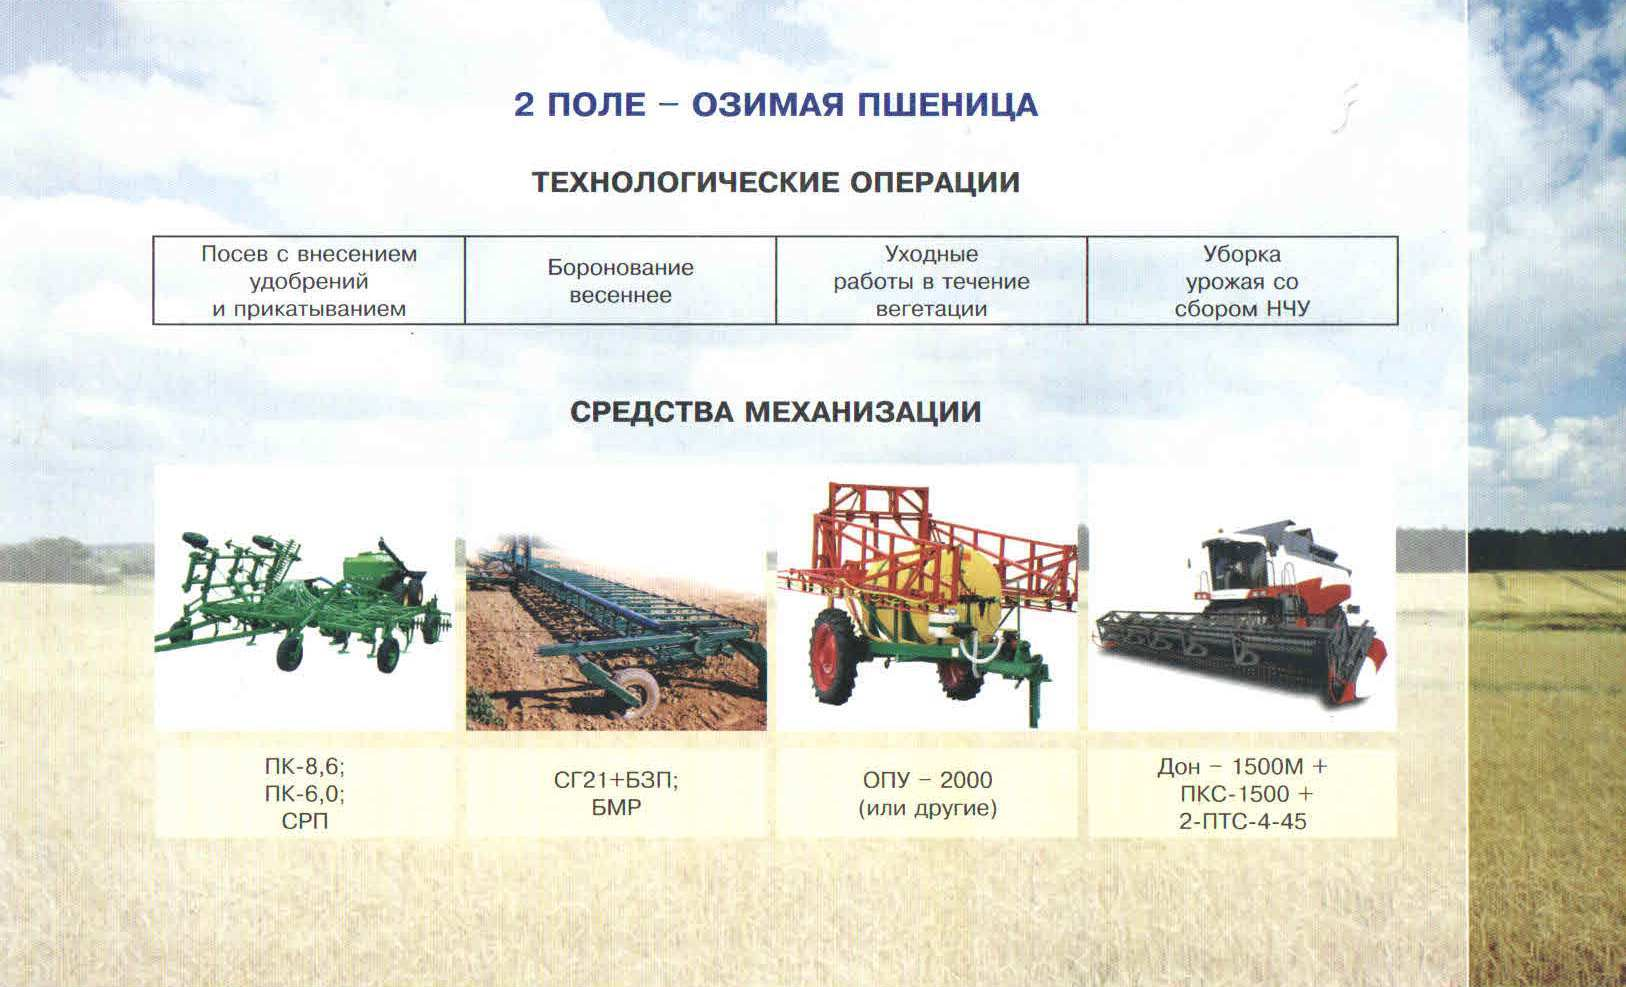 2 ПОЛЕ – ОЗИМАЯ ПШЕНИЦА
ТЕХНОЛОГИЧЕСКИЕ ОПЕРАЦИИ
Посев с внесением
удобрений
и прикатыванием
Боронование
весеннее
Уходные
работы в течение
вегетации
Уборка
урожая со
сбором НЧУ
СРЕДСТВА МЕХАНИЗАЦИИ
ПК-8,6;
ПК-6,0;
СРП
СГ21+БЗП;
БМР
ОПУ – 2000
(или другие)
Дон – 1500М +
ПКС-1500 +
2-ПТС-4-45